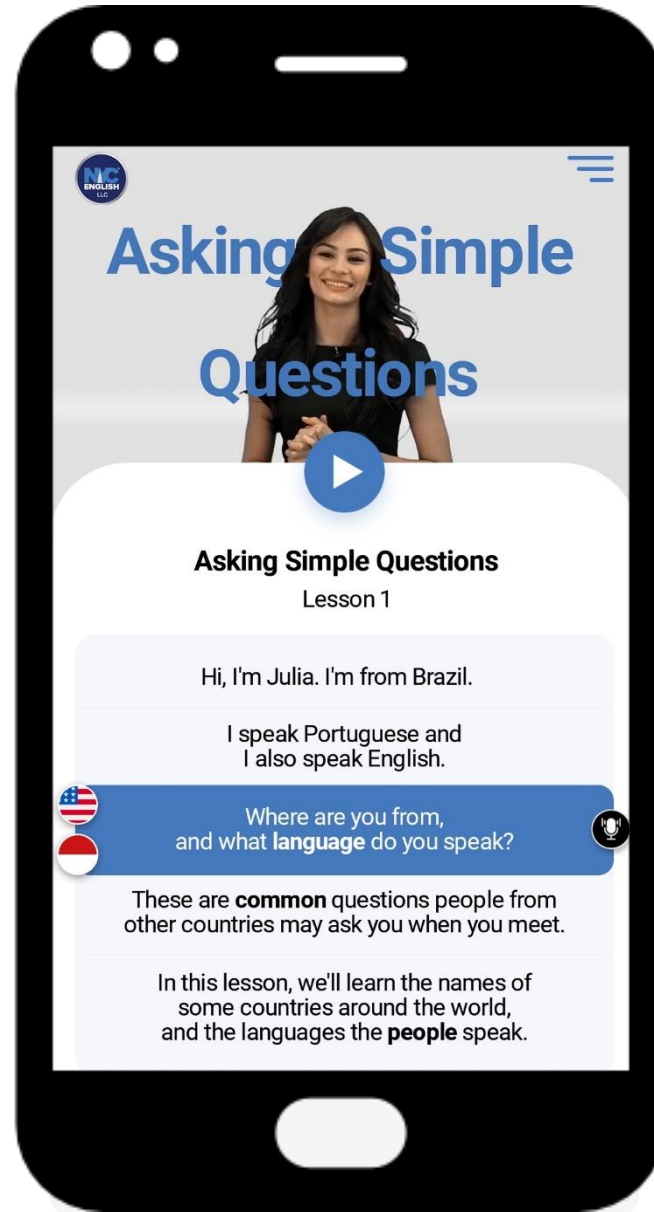 NYC
ENGLISH
LLC
Asking Simple
Questions
Asking Simple Questions
Lesson 1
Hi, I'm Julia. I'm from Brazil.
I speak Portuguese and
I also speak English.
Where are you from,
and what language do you speak?
These are common questions people from
other countries may ask you when you meet.
In this lesson, we'll learn the names of
some countries around the world,
and the languages the people speak.